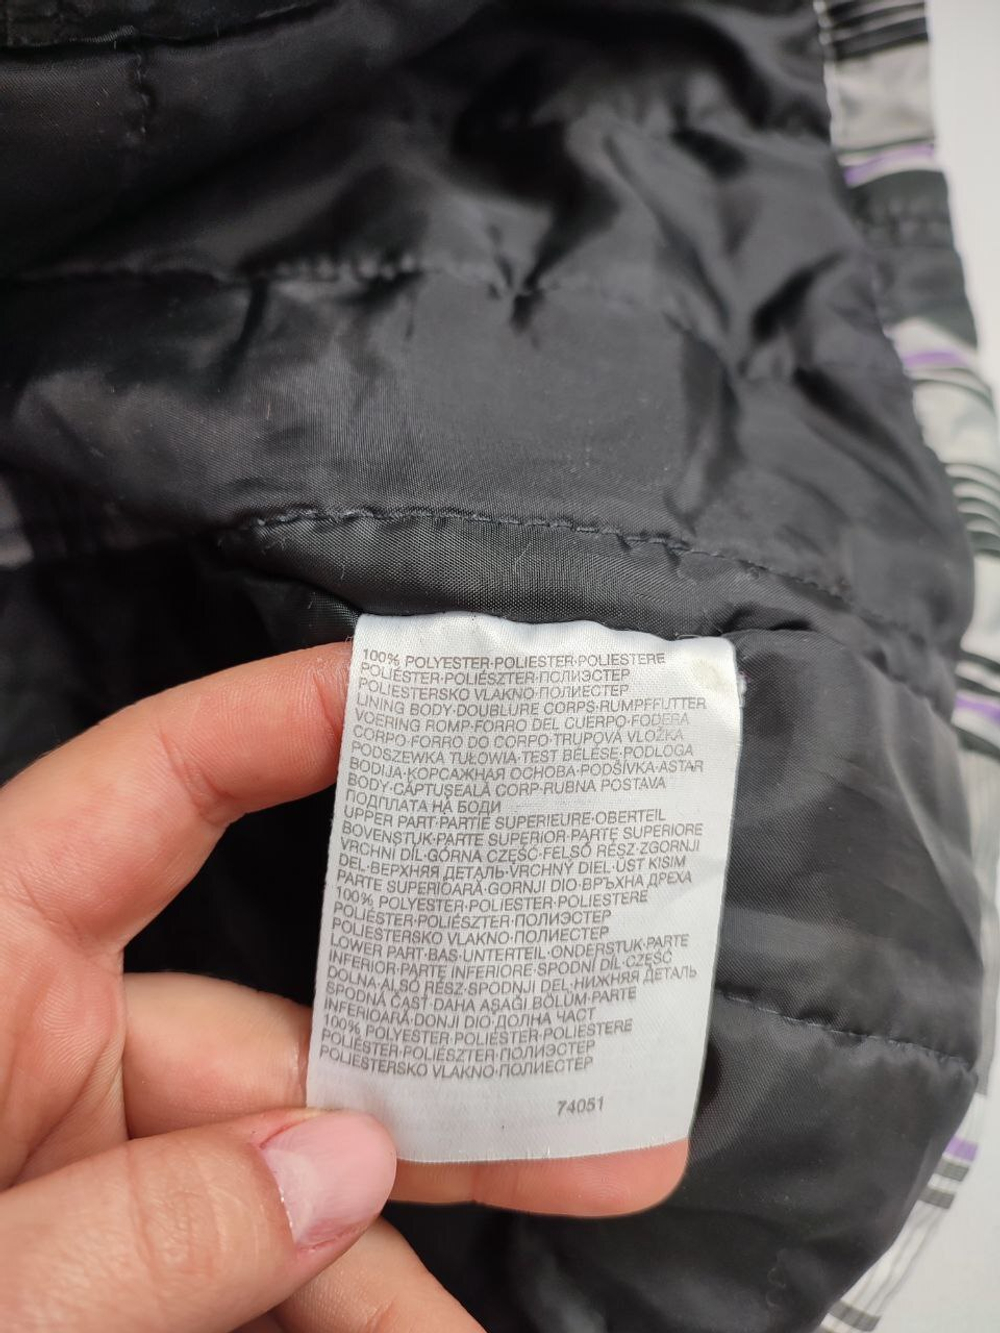 100% POLYESTER·POLIESTER·POLIESTERE
POLIÉSTER·POLIÉSZTER·ПОЛИЭСТЕР
POLIESTERSKO VLAKNO·ПОЛИЕСТЕР
LINING BODY·DOUBLURE CORPS·RUMPFFUTTER
VOERING ROMP·FORRO DEL CUERPO·FODERA
CORPO·FORRO DO CORPO·TRUPOVÁ VLOŽKA
PODSZEWKA TUŁOWIA·TEST BÉLÉSE·PODLOGA
BODIJA·КОРСАЖНАЯ ОСНОВА·PODŠÍVKA·ASTAR
BODY·CĂPTUŞEALĂ CORP·RUBNA POSTAVA
ПОДПЛАТА НА БОДИ
UPPER PART·PARTIE SUPERIEURE·OBERTEIL
BOVENSTUK·PARTE SUPERIOR·PARTE SUPERIORE
VRCHNÍ DÍL·GÓRNA CZĘŚĆ·FELSŐ RÉSZ·ZGORNJI
DEL·ВЕРХНЯЯ ДЕТАЛЬ·VRCHNÝ DIEL·ÜST KISIM
PARTE SUPERIOARĂ·GORNJI DIO·ВРЪХНА ДРЕХА
100% POLYESTER·POLIESTER·POLIESTERE
POLIÉSTER·POLIÉSZTER·ПОЛИЭСТЕР
POLIESTERSKO VLAKNO·ПОЛИЕСТЕР
LOWER PART·BAS·UNTERTEIL·ONDERSTUK·PARTE
INFERIOR·PARTE INFERIORE·SPODNÍ DÍL·CZĘŚĆ
DOLNA·ALSÓ RÉSZ·SPODNJI DEL·НИЖНЯЯ ДЕТАЛЬ
SPODNÁ ČASŤ·DAHA AŞAĞI BÖLÜM·PARTE
INFERIOARĂ·DONJI DIO·ДОЛНА ЧАСТ
100% POLYESTER·POLIESTER·POLIESTERE
POLIÉSTER·POLIÉSZTER·ПОЛИЭСТЕР
POLIESTERSKO VLAKNO·ПОЛИЕСТЕР
74051